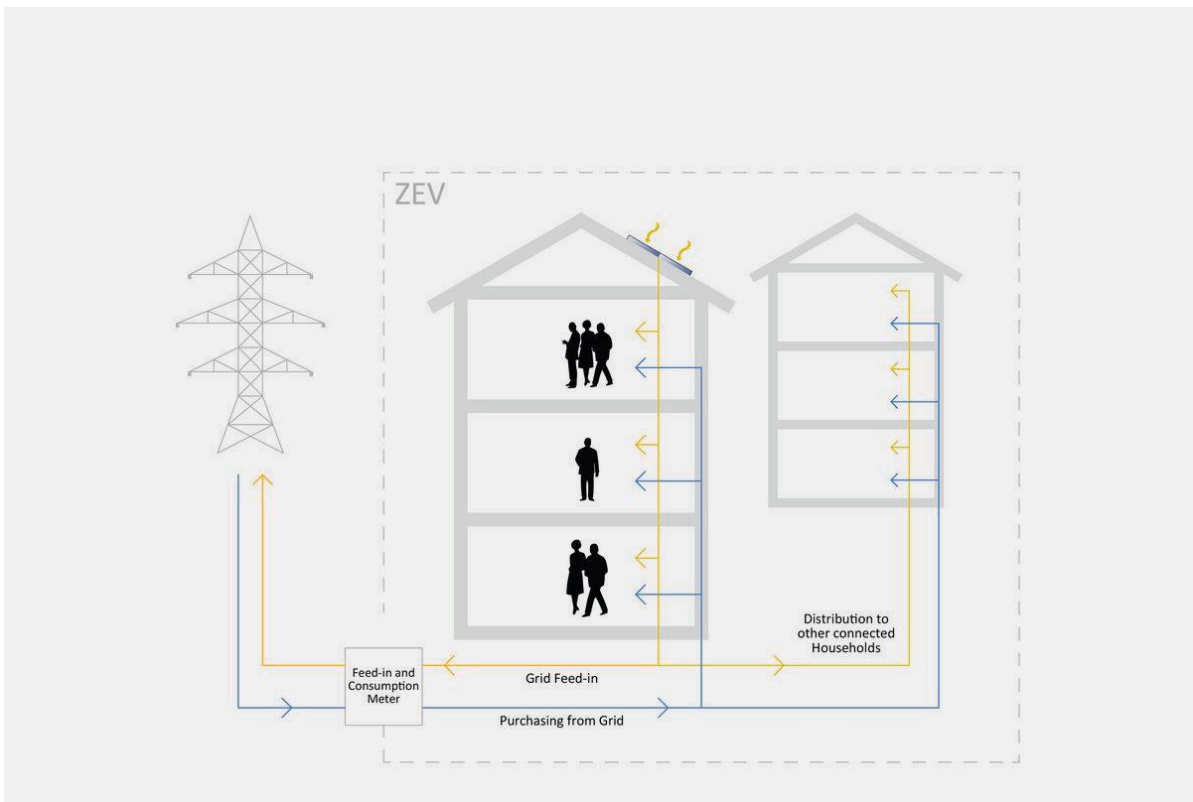 ZEV
Distribution to
other connected
Households
Feed-in and
Consumption
Meter
Grid Feed-in
Purchasing from Grid